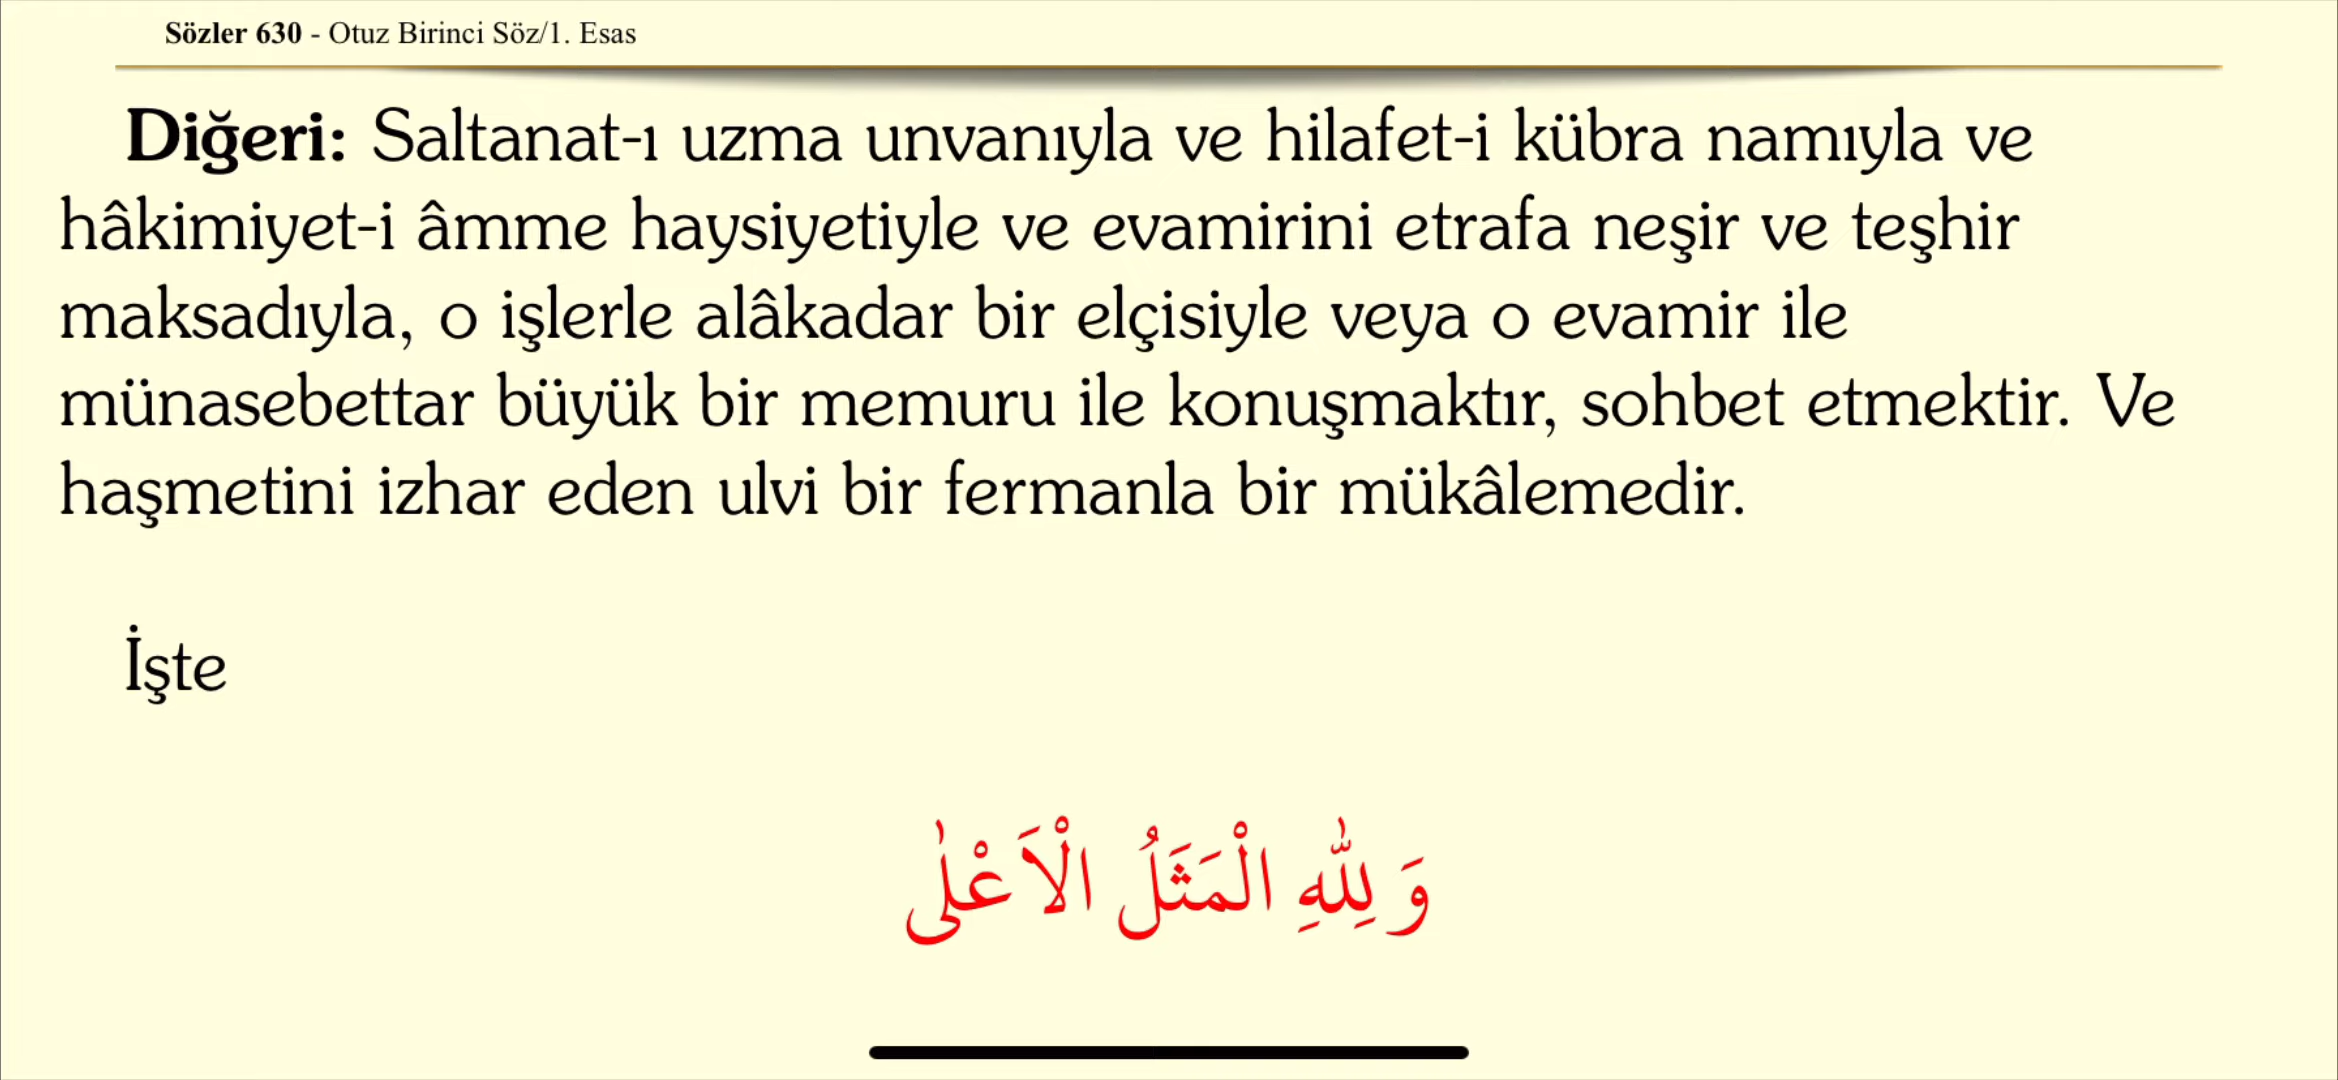 Sözler 630 - Otuz Birinci Söz/1. Esas
Diğeri: Saltanat-ı uzma unvanıyla ve hilafet-i kübra namıyla ve
hâkimiyet-i âmme haysiyetiyle ve evamirini etrafa neşir ve teşhir
maksadıyla, o işlerle alâkadar bir elçisiyle veya o evamir ile
münasebettar büyük bir memuru ile konuşmaktır, sohbet etmektir. Ve
haşmetini izhar eden ulvi bir fermanla bir mükâlemedir.
İşte
وَ لِلّٰهِ الْمَثَلُ الْاَعْلٰى